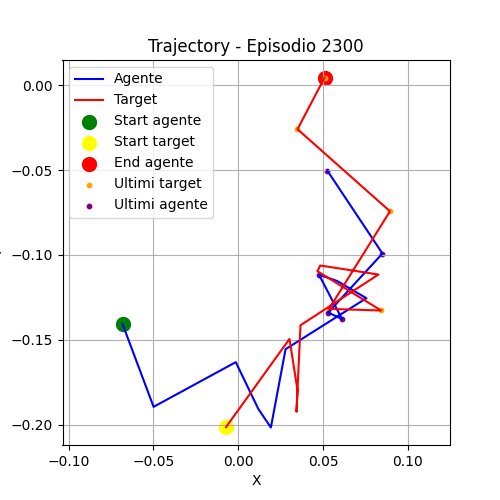 Trajectory - Episodio 2300
Agente
Target
Start agente
Start target
End agente
Ultimi target
Ultimi agente
0.00
−0.05
−0.10
−0.15
−0.20
−0.10
−0.05
0.00
0.05
0.10
X